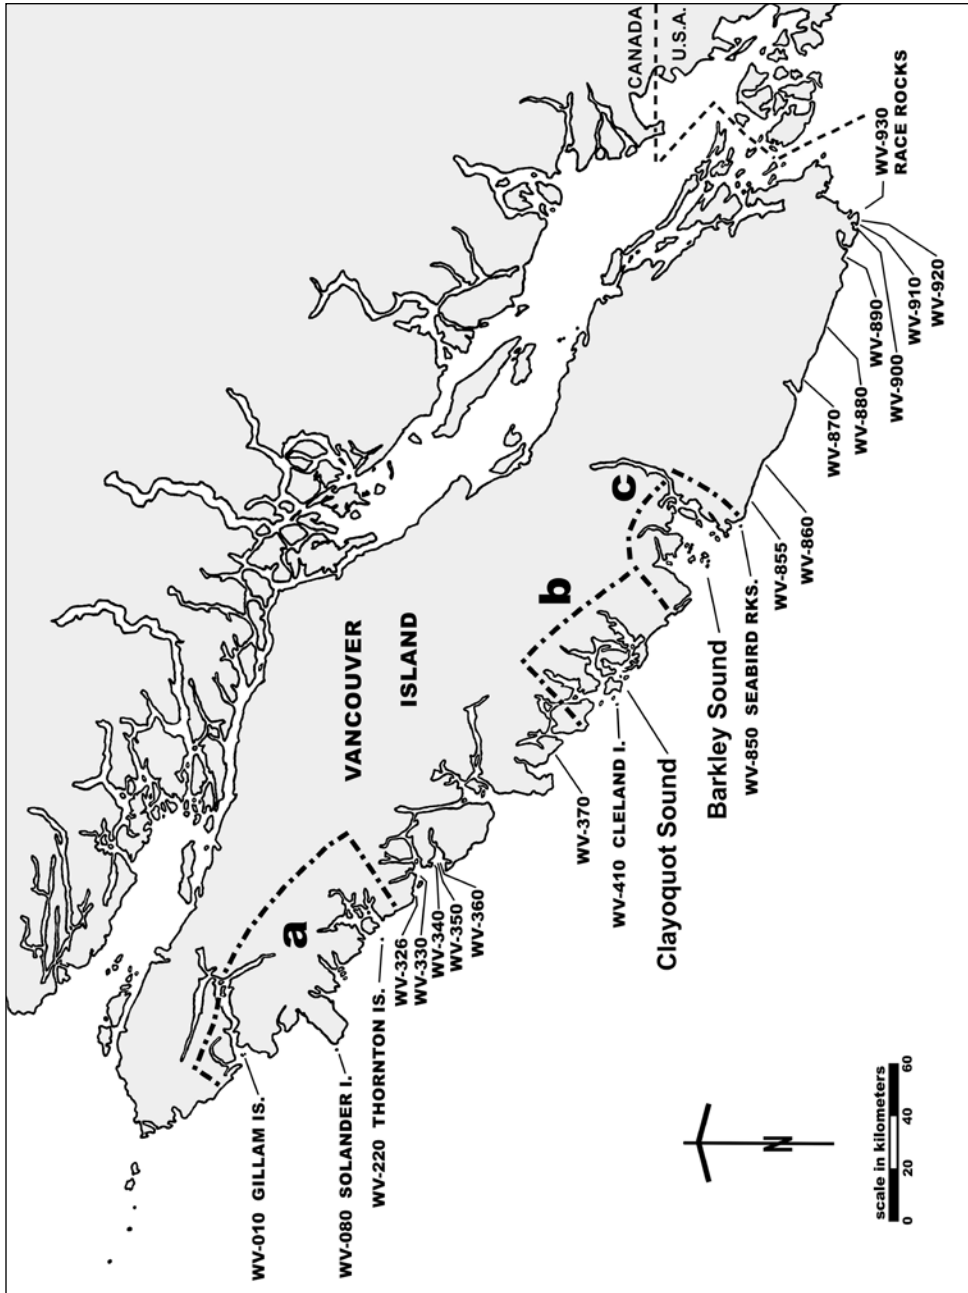 CANADA
U.S.A.
WV-930
RACE ROCKS
WV-920
WV-910
WV-890
WV-900
WV-880
WV-870
WV-860
WV-855
WV-850 SEABIRD RKS.
Barkley Sound
c
b
VANCOUVER
ISLAND
Clayoquot Sound
WV-410 CLELAND I.
WV-370
a
WV-360
WV-350
WV-340
WV-330
WV-326
WV-220 THORNTON IS.
WV-080 SOLANDER I.
WV-010 GILLAM IS.
N
scale in kilometers
0 20 40 60